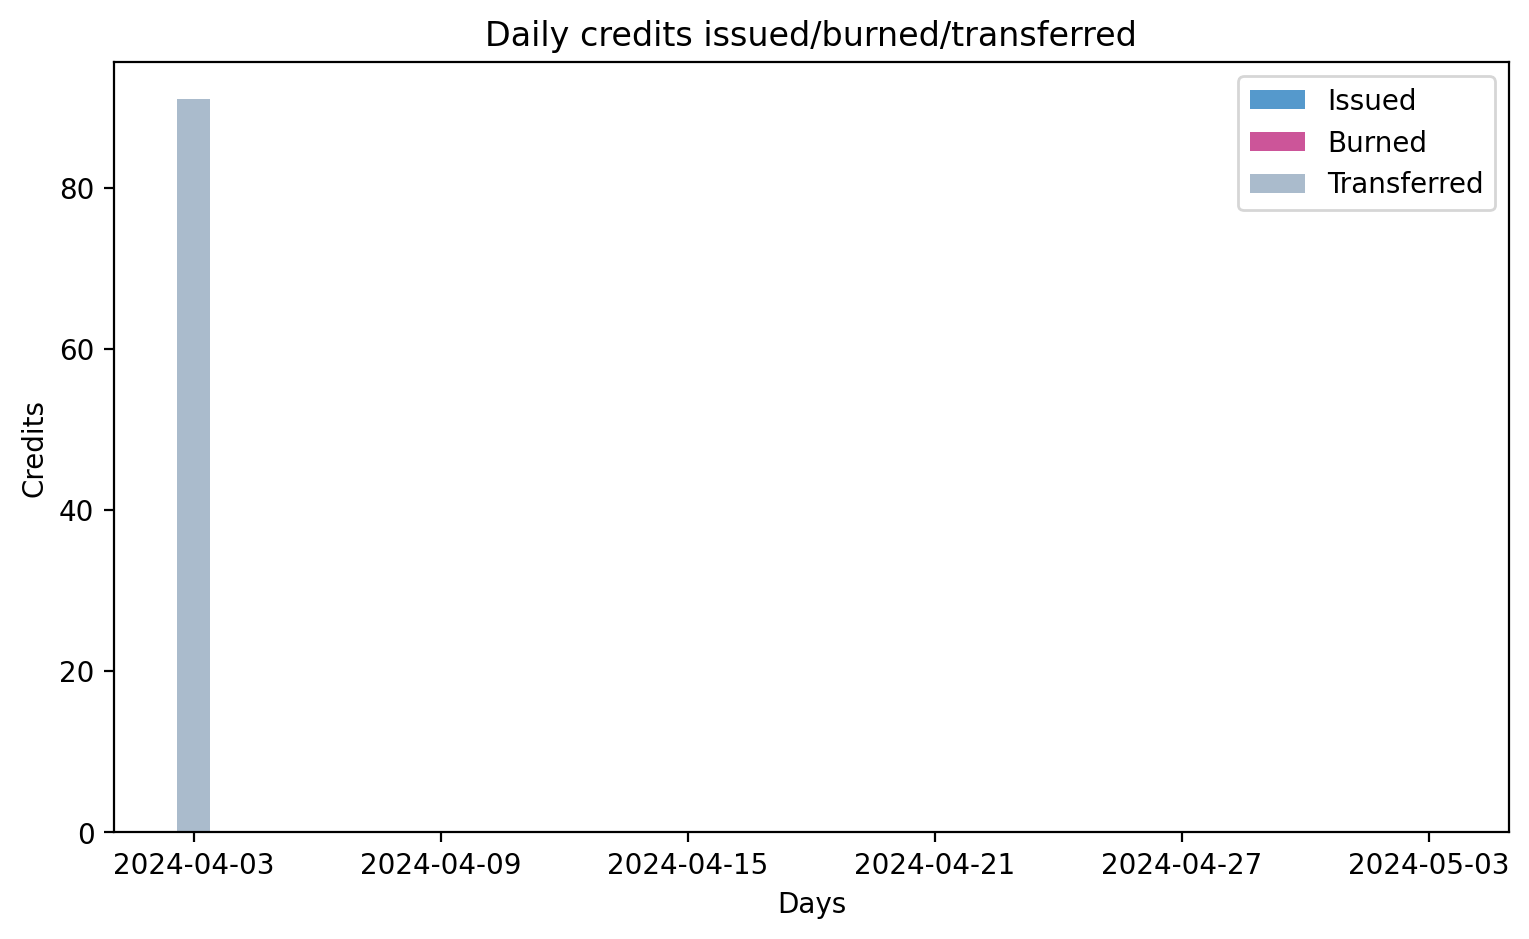 Daily credits issued/burned/transferred
Issued
Burned
Transferred
Credits
80
60
40
20
0
2024-04-03 2024-04-09 2024-04-15 2024-04-21 2024-04-27 2024-05-03
Days